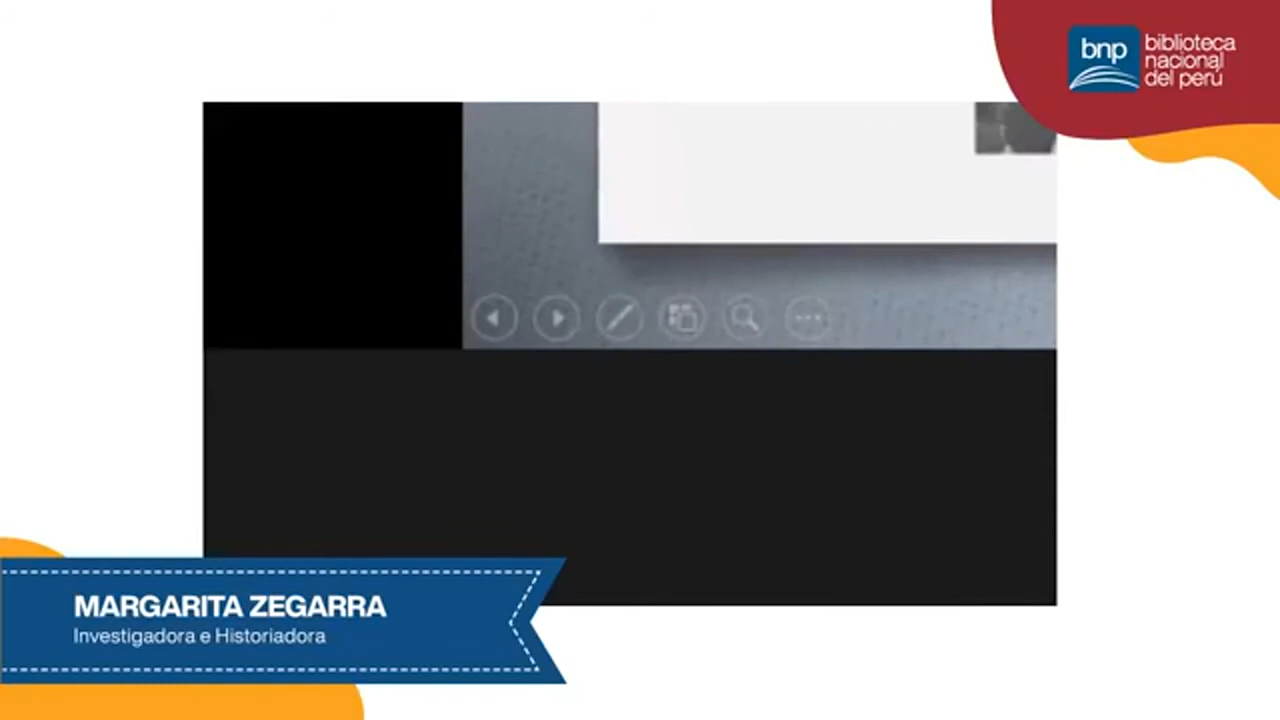 bnp
biblioteca
nacional
del perú
MARGARITA ZEGARRA
Investigadora e Historiadora